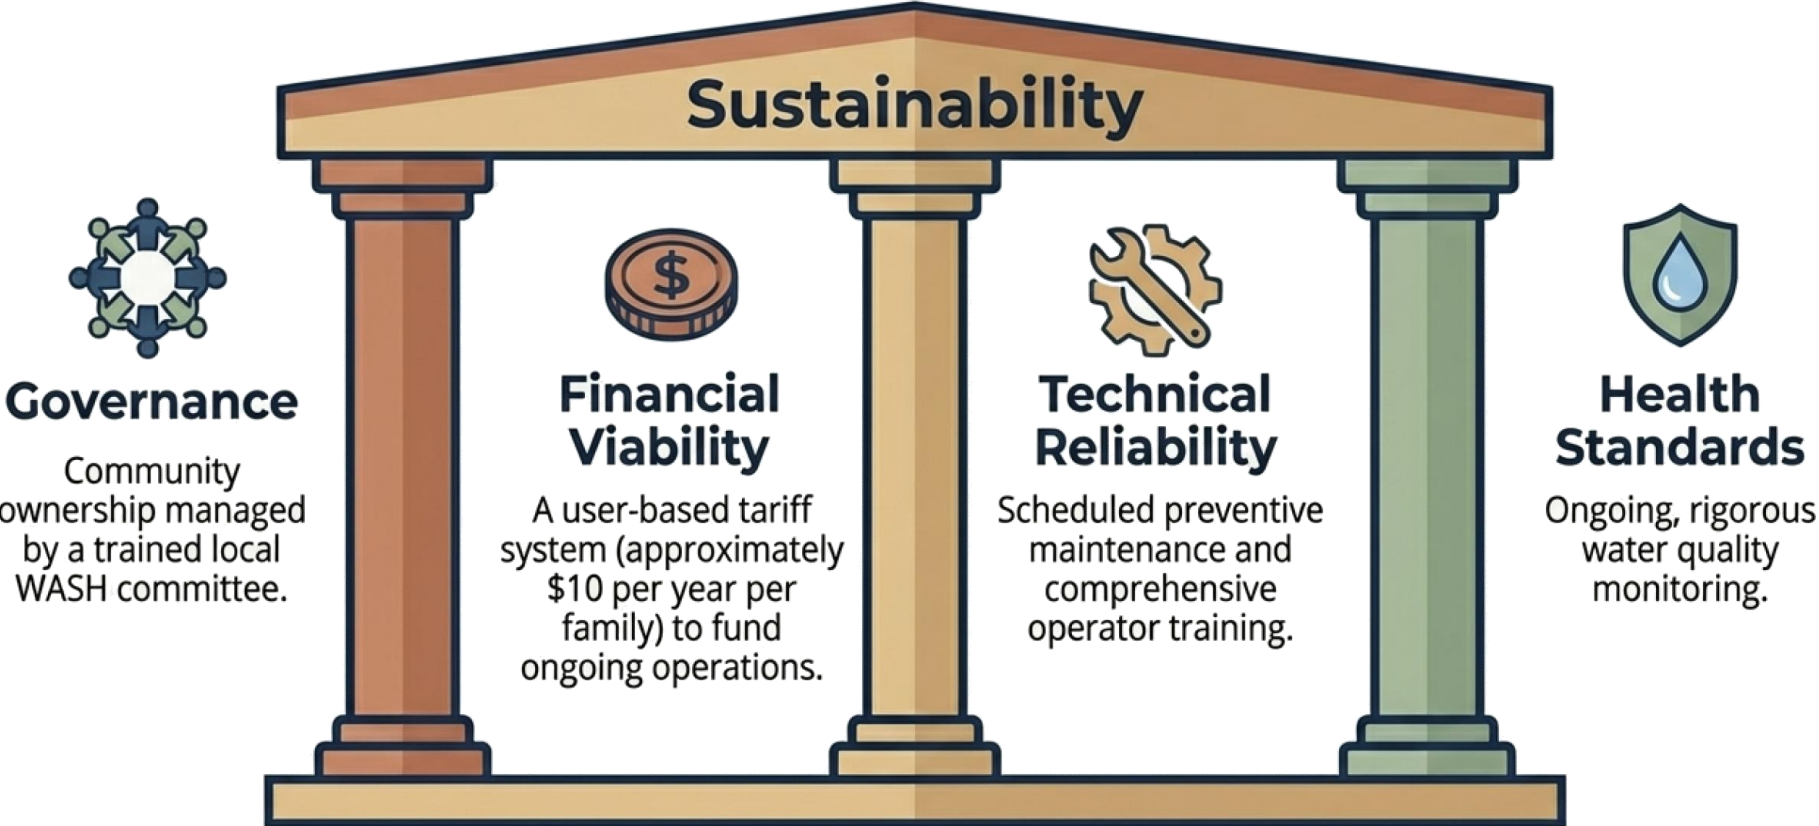 Sustainability
$
Governance
Community
ownership managed
by a trained local
WASH committee.
Financial
Viability
A user-based tariff
system (approximately
$10 per year per
family) to fund
ongoing operations.
Technical
Reliability
Scheduled preventive
maintenance and
comprehensive
operator training.
Health
Standards
Ongoing, rigorous
water quality
monitoring.